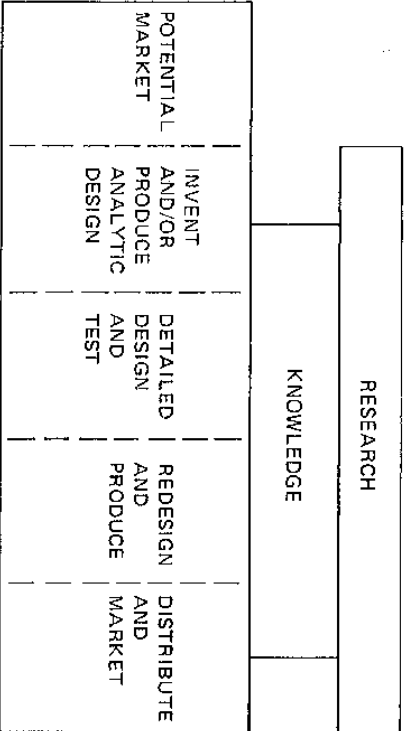 RESEARCH
KNOWLEDGE
POTENTIAL
MARKET
INVENT
AND/OR
PRODUCE
ANALYTIC
DESIGN
DETAILED
DESIGN
AND
TEST
REDESIGN
AND
PRODUCE
DISTRIBUTE
AND
MARKET